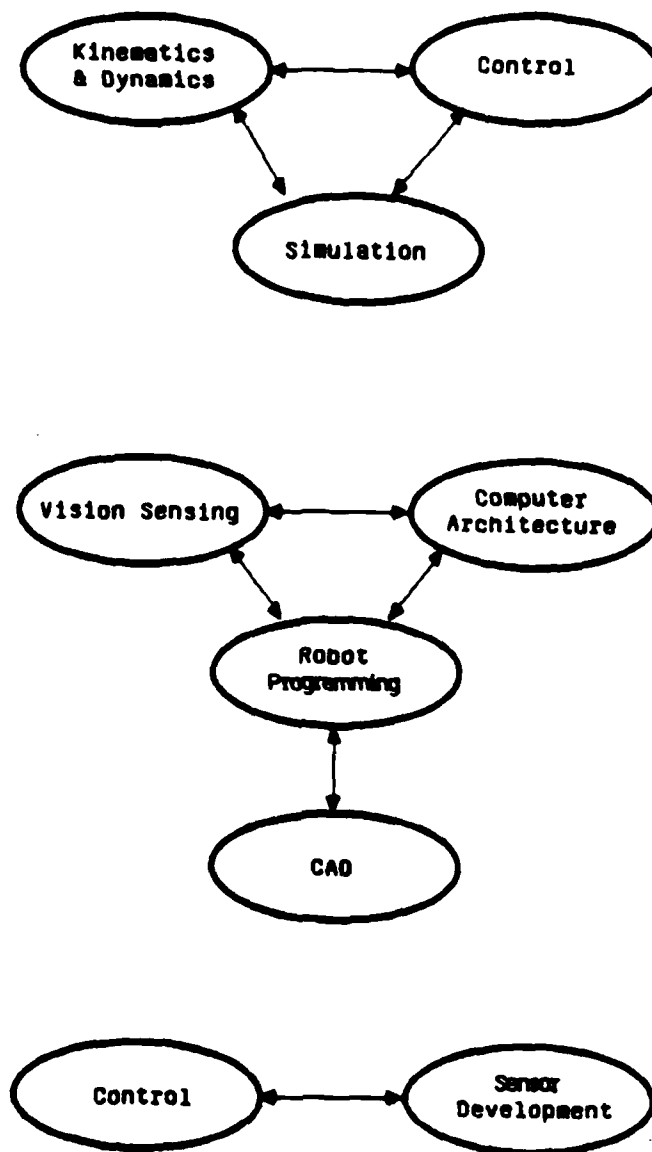 Kinematics
& Dynamics
Control
Simulation
Vision Sensing
Computer
Architecture
Robot
Programming
CAD
Control
Sensor
Development